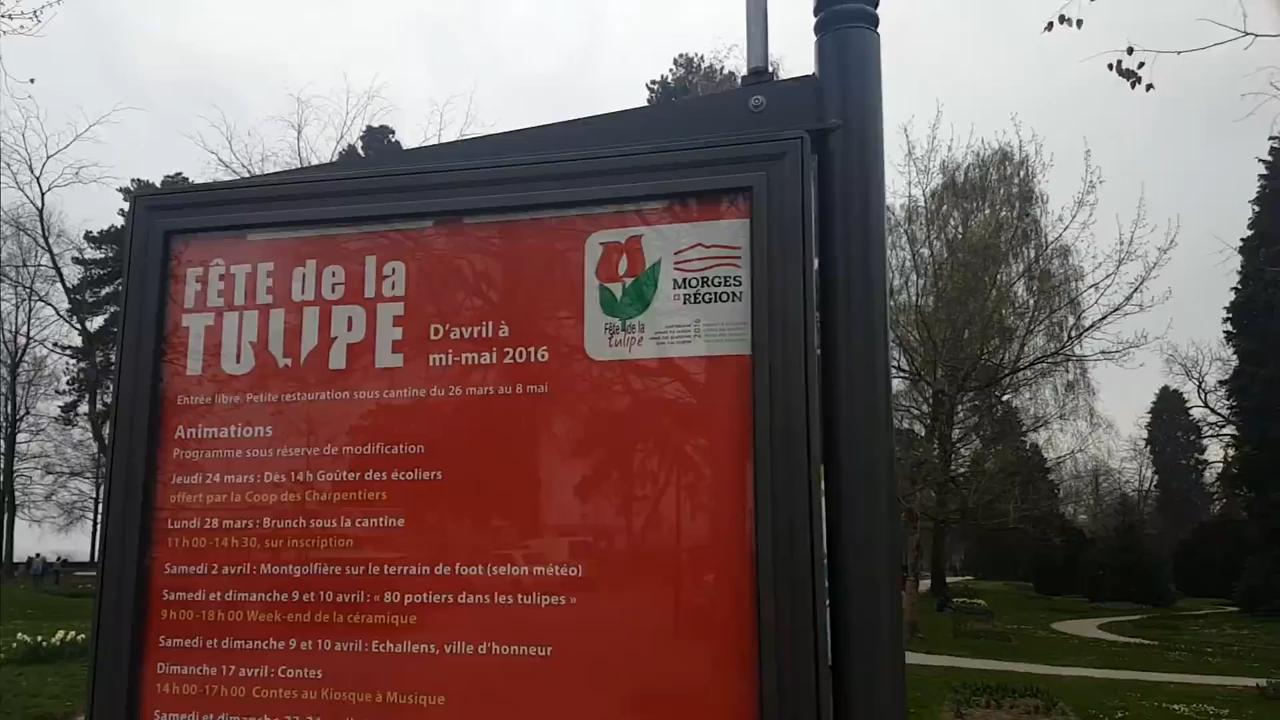 FÊTE de la
TULIPE
D'avril à
mi-mai 2016
MORGES
RÉGION
Fête de la
tulipe
2016
Entrée libre. Petite restauration sous cantine du 26 mars au 8 mai
Animations
Programme sous réserve de modification
Jeudi 24 mars : Dès 14 h Goûter des écoliers
offert par la Coop des Charpentiers
Lundi 28 mars : Brunch sous la cantine
11 h 00 - 14 h 30, sur inscription
Samedi 2 avril : Montgolfière sur le terrain de foot (selon météo)
Samedi et dimanche 9 et 10 avril : « 80 potiers dans les tulipes »
9 h 00 - 18 h 00 Week-end de la céramique
Samedi et dimanche 9 et 10 avril : Echallens, ville d'honneur
Dimanche 17 avril : Contes
14 h 00 - 17 h 00 Contes au Kiosque à Musique
Samedi et dimanche